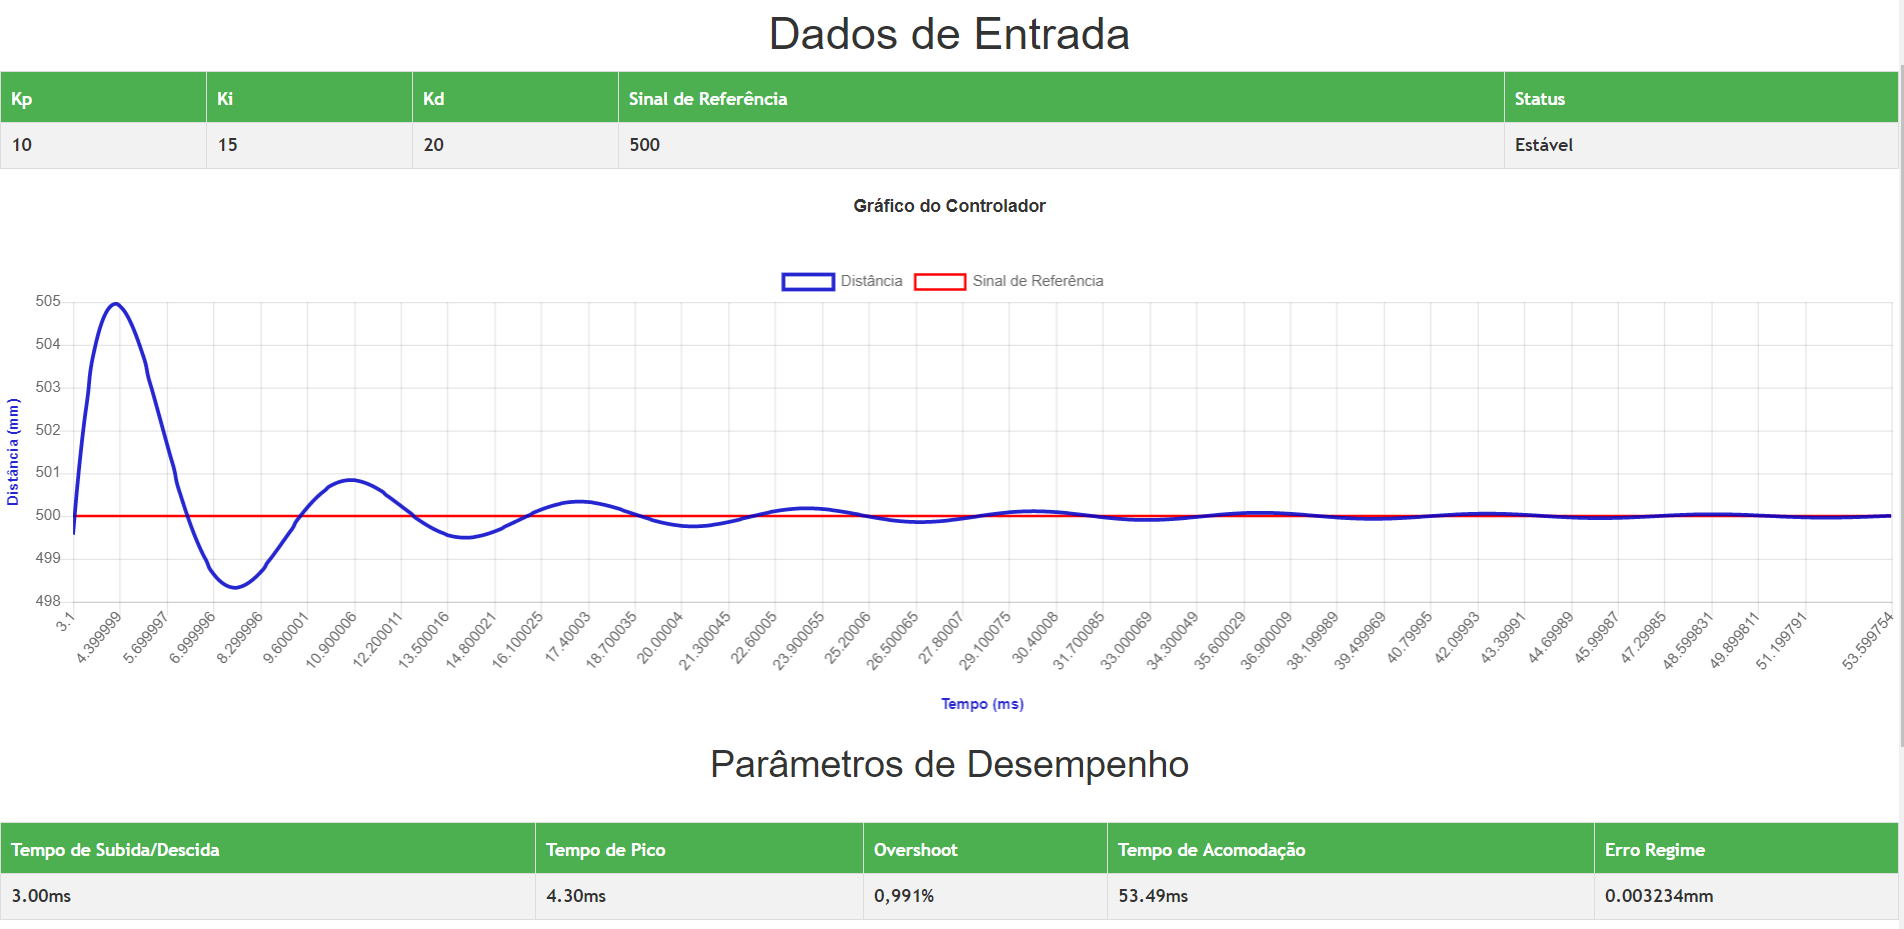 Dados de Entrada
Kp Ki Kd Sinal de Referência Status
10 15 20 500 Estável
Gráfico do Controlador
Distância Sinal de Referência
505
504
503
502
501
500
499
498
Distância (mm)
3.1 4.399999 5.699997 6.999996 8.299996 9.600001 10.900006 12.200011 13.500016 14.800021 16.100025 17.40003 18.700035 20.00004 21.300045 22.60005 23.900055 25.20006 26.500065 27.80007 29.100075 30.40008 31.700085 33.000069 34.300049 35.600029 36.900009 38.199989 39.499969 40.79995 42.09993 43.39991 44.69989 45.99987 47.29985 48.599831 49.899811 51.199791 53.599754
Tempo (ms)
Parâmetros de Desempenho
Tempo de Subida/Descida Tempo de Pico Overshoot Tempo de Acomodação Erro Regime
3.00ms 4.30ms 0,991% 53.49ms 0.003234mm